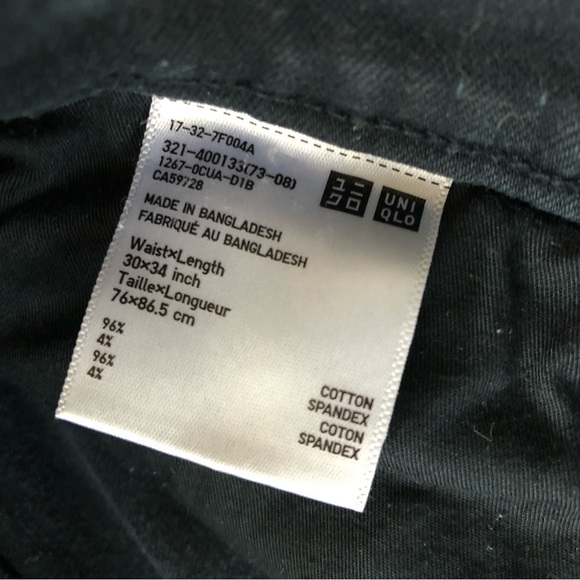 17-32-7F004A
321-400133(73-08)
1267-0CUA-D1B
CA59728
ユニ
クロ
UNI
QLO
MADE IN BANGLADESH
FABRIQUÉ AU BANGLADESH
Waist×Length
30×34 inch
Taille×Longueur
76×86.5 cm
96% COTTON
4% SPANDEX
96% COTON
4% SPANDEX